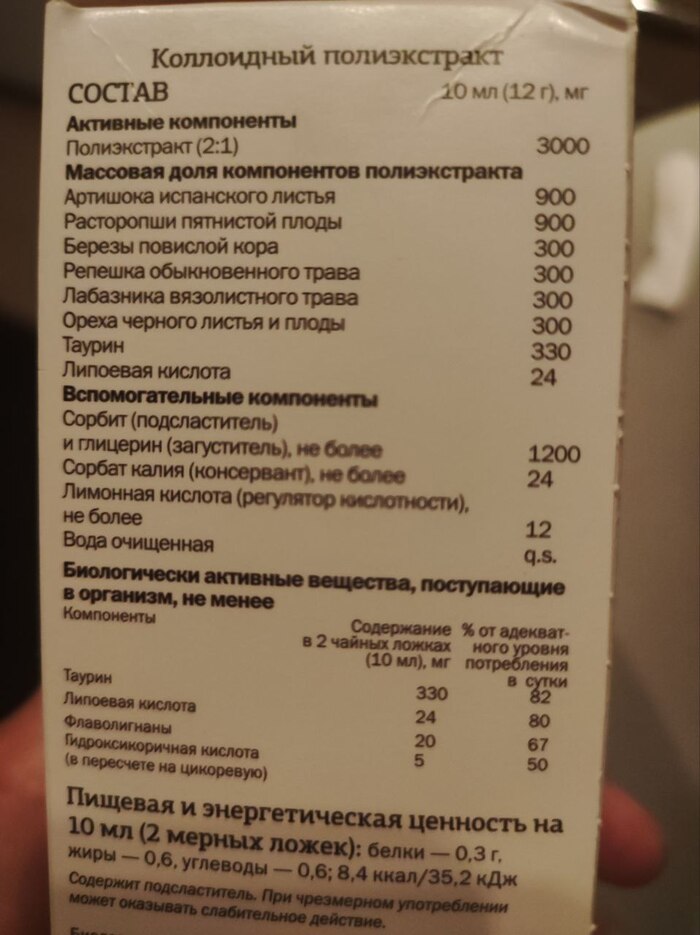 Коллоидный полиэкстракт
СОСТАВ 10 мл (12 г), мг
Активные компоненты
Полиэкстракт (2:1) 3000
Массовая доля компонентов полиэкстракта
Артишока испанского листья 900
Расторопши пятнистой плоды 900
Березы повислой кора 300
Репешка обыкновенного трава 300
Лабазника вязолистного трава 300
Ореха черного листья и плоды 300
Таурин 330
Липоевая кислота 24
Вспомогательные компоненты
Сорбит (подсластитель)
и глицерин (загуститель), не более 1200
Сорбат калия (консервант), не более 24
Лимонная кислота (регулятор кислотности),
не более 12
Вода очищенная q.s.
Биологически активные вещества, поступающие
в организм, не менее
Компоненты Содержание % от адекват-
в 2 чайных ложках ного уровня
(10 мл), мг потребления
в сутки
Таурин 330 82
Липоевая кислота 24 80
Флаволигнаны 20 67
Гидроксикоричная кислота 5 50
(в пересчете на цикоревую)
Пищевая и энергетическая ценность на
10 мл (2 мерных ложек): белки — 0,3 г,
жиры — 0,6, углеводы — 0,6; 8,4 ккал/35,2 кДж
Содержит подсластитель. При чрезмерном употреблении
может оказывать слабительное действие.